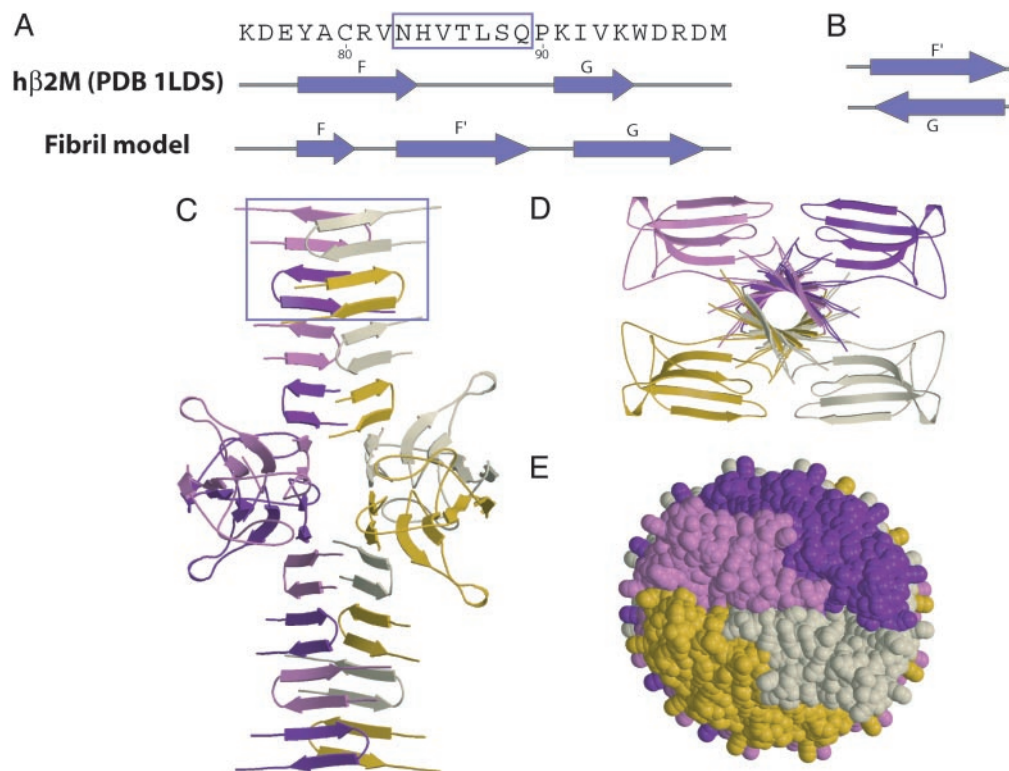 A
KDEYACRVNHVTLSQPKIVKWDRDM
80
90
hβ2M (PDB 1LDS)
F
G
Fibril model
F
F'
G
B
F'
G
C
D
E